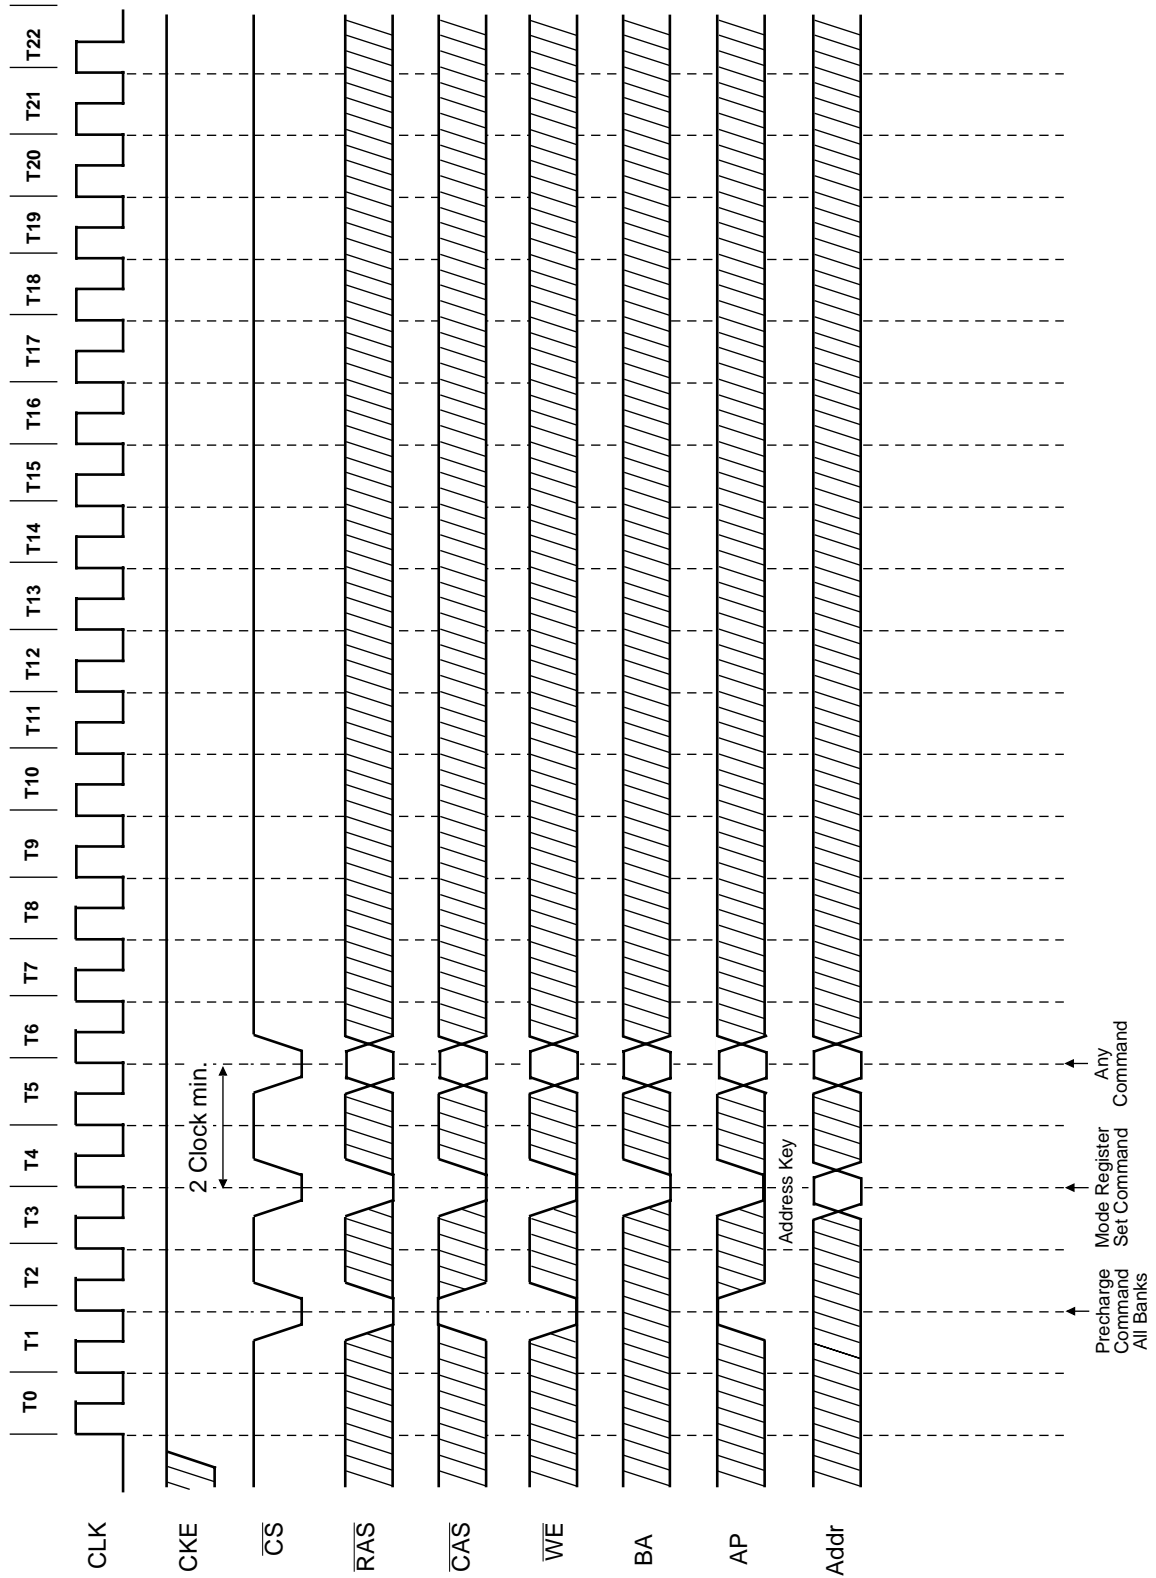 T0 T1 T2 T3 T4 T5 T6 T7 T8 T9 T10 T11 T12 T13 T14 T15 T16 T17 T18 T19 T20 T21 T22
CLK
CKE
2 Clock min.
CS
RAS
CAS
WE
BA
AP
Address Key
Addr
Precharge
Command
All Banks
Mode Register
Set Command
Any
Command